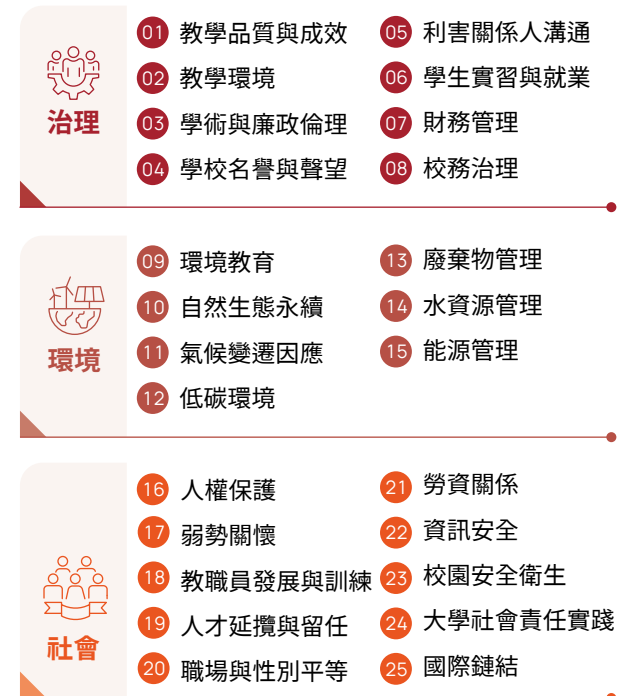 治理
01 教學品質與成效
02 教學環境
03 學術與廉政倫理
04 學校名譽與聲望
05 利害關係人溝通
06 學生實習與就業
07 財務管理
08 校務治理
環境
09 環境教育
10 自然生態永續
11 氣候變遷因應
12 低碳環境
13 廢棄物管理
14 水資源管理
15 能源管理
社會
16 人權保護
17 弱勢關懷
18 教職員發展與訓練
19 人才延攬與留任
20 職場與性別平等
21 勞資關係
22 資訊安全
23 校園安全衛生
24 大學社會責任實踐
25 國際鏈結